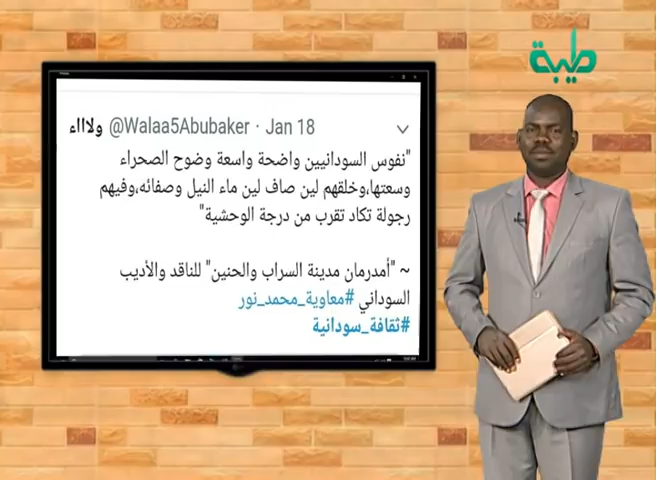 طيبة
ولاااء @Walaa5Abubaker · Jan 18
"نفوس السودانيين واضحة واسعة وضوح الصحراء
وسعتها،وخلقهم لين صاف لين ماء النيل وصفائه،وفيهم
رجولة تكاد تقرب من درجة الوحشية"
~ "أمدرمان مدينة السراب والحنين" للناقد والأديب
السوداني #معاوية_محمد_نور
#ثقافة_سودانية